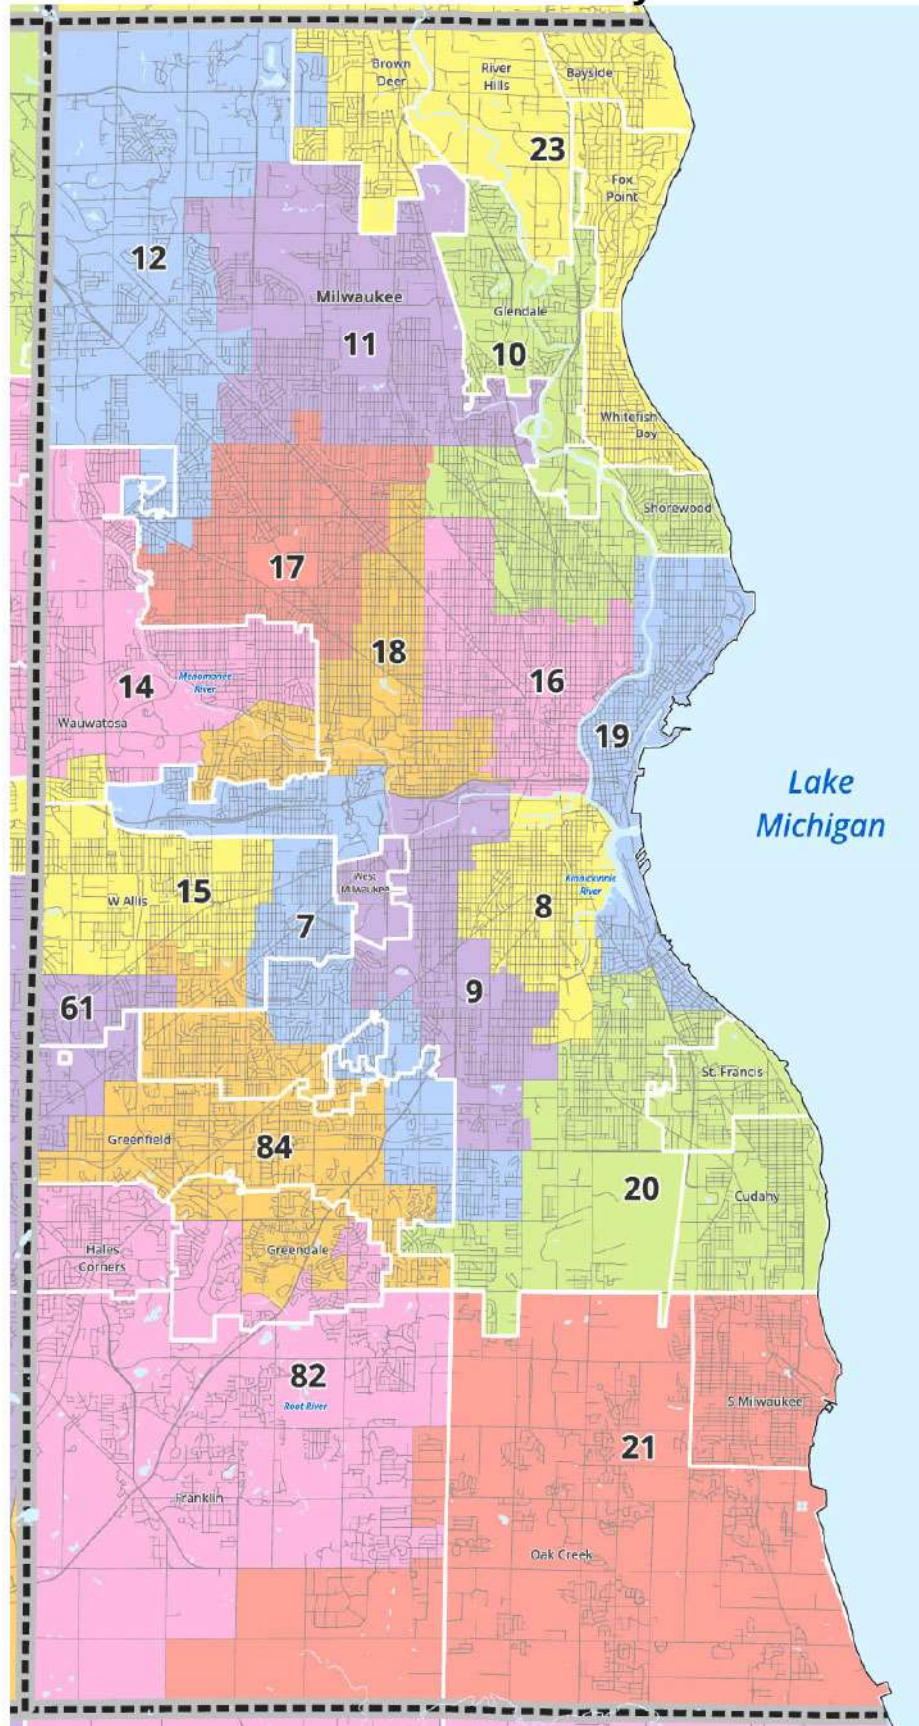 Brown
Deer
River
Hills
Bayside
23
Fox
Point
12
Milwaukee
11
Glendale
10
Whitefish
Bay
Shorewood
17
18
16
14
Menomonee
River
Wauwatosa
19
Lake
Michigan
West
Milwaukee
W Allis
15
7
8
Kinnickinnic
River
9
61
St. Francis
Greenfield
84
20
Cudahy
Hales
Corners
Greendale
82
Root River
S Milwaukee
21
Franklin
Oak Creek